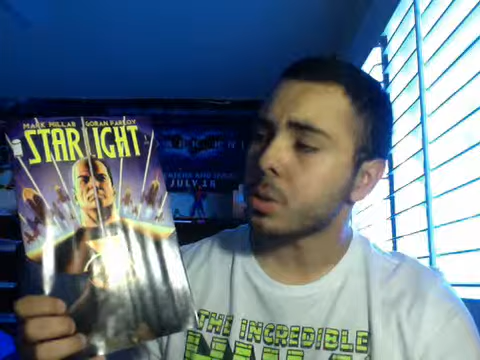 MARK MILLAR GORAN PARLOV
STARLIGHT
JULY 18
THE INCREDIBLE